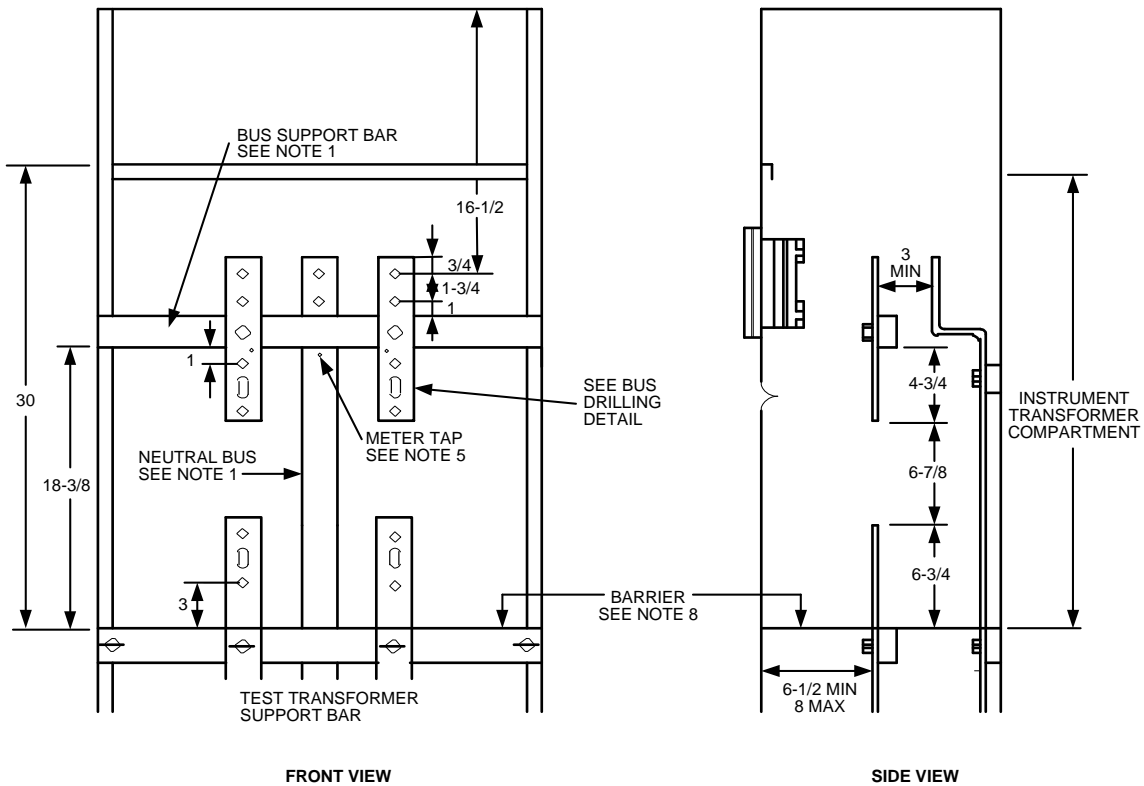 BUS SUPPORT BAR
SEE NOTE 1
16-1/2
3/4
1-3/4
1
1
30
18-3/8
SEE BUS
DRILLING
DETAIL
METER TAP
SEE NOTE 5
NEUTRAL BUS
SEE NOTE 1
3
TEST TRANSFORMER
SUPPORT BAR
BARRIER
SEE NOTE 8
3
MIN
4-3/4
6-7/8
6-3/4
INSTRUMENT
TRANSFORMER
COMPARTMENT
6-1/2 MIN
8 MAX
FRONT VIEW
SIDE VIEW